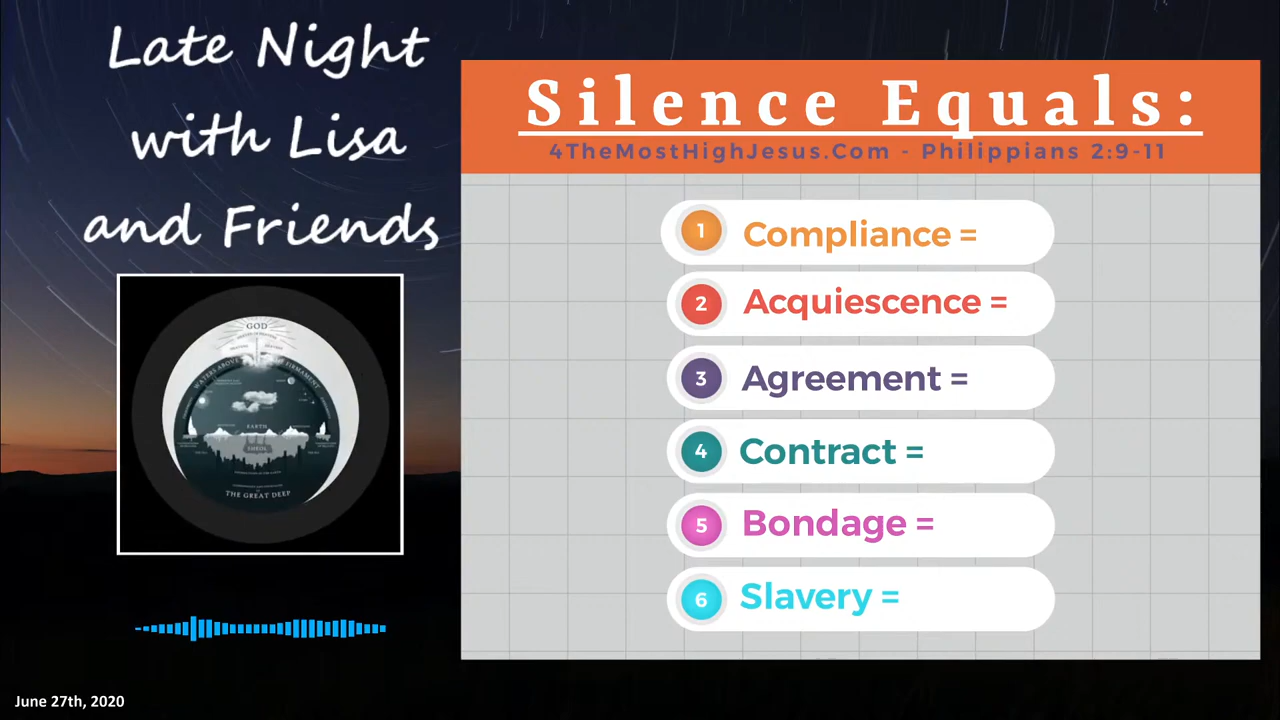 Late Night
with Lisa
and Friends
GOD
WATERS ABOVE
FIRMAMENT
EARTH
SHEOL
THE GREAT DEEP
June 27th, 2020
Silence Equals:
4TheMostHighJesus.Com - Philippians 2:9-11
1 Compliance =
2 Acquiescence =
3 Agreement =
4 Contract =
5 Bondage =
6 Slavery =